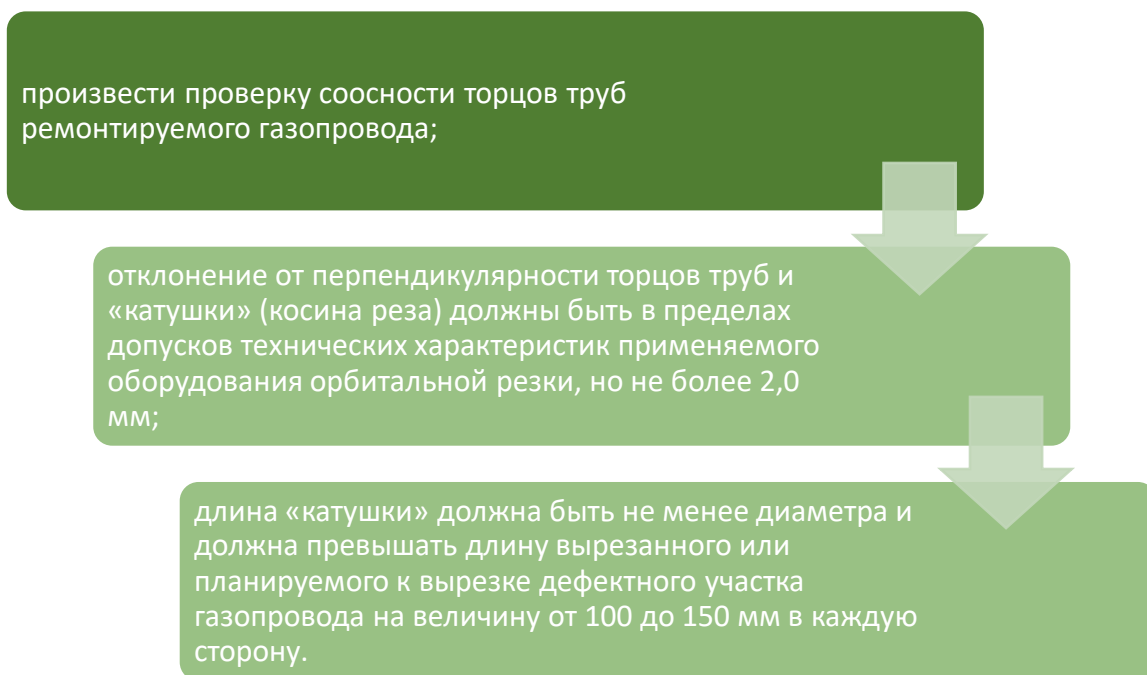 произвести проверку соосности торцов труб
ремонтируемого газопровода;
отклонение от перпендикулярности торцов труб и
«катушки» (косина реза) должны быть в пределах
допусков технических характеристик применяемого
оборудования орбитальной резки, но не более 2,0
мм;
длина «катушки» должна быть не менее диаметра и
должна превышать длину вырезанного или
планируемого к вырезке дефектного участка
газопровода на величину от 100 до 150 мм в каждую
сторону.